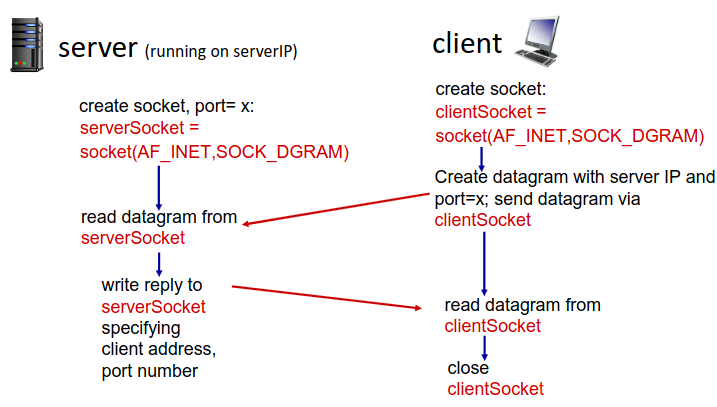 server (running on serverIP)
create socket, port= x:
serverSocket =
socket(AF_INET,SOCK_DGRAM)
read datagram from
serverSocket
write reply to
serverSocket
specifying
client address,
port number
client
create socket:
clientSocket =
socket(AF_INET,SOCK_DGRAM)
Create datagram with server IP and
port=x; send datagram via
clientSocket
read datagram from
clientSocket
close
clientSocket